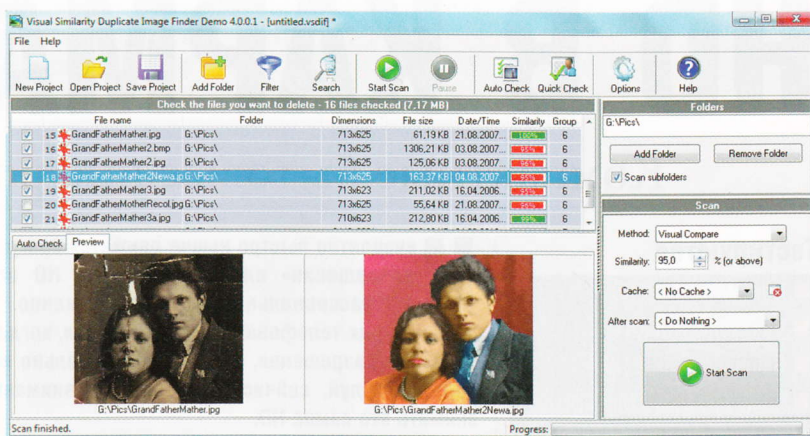 Visual Similarity Duplicate Image Finder Demo 4.0.0.1 - [untitled.vsdif] *
File Help
New Project Open Project Save Project Add Folder Filter Search Start Scan Pause Auto Check Quick Check Options Help
Check the files you want to delete - 16 files checked (7,17 MB)
File name Folder Dimensions File size Date/Time Similarity Group
15 GrandFatherMather.jpg G:\Pics\ 713x625 61,19 KB 21.08.2007... 100% 6
16 GrandFatherMather2.bmp G:\Pics\ 713x625 1306,21 KB 03.08.2007... 96% 6
17 GrandFatherMather2.jpg G:\Pics\ 713x625 125,06 KB 03.08.2007... 96% 6
18 GrandFatherMather2Newa.jp G:\Pics\ 713x625 163,37 KB 04.08.2007... 95% 6
19 GrandFatherMather3.jpg G:\Pics\ 713x623 211,02 KB 16.04.2006... 95% 6
20 GrandFatherMotherRecol.jpg G:\Pics\ 713x625 55,64 KB 21.08.2007... 6
21 GrandFatherMather3a.jpg G:\Pics\ 710x623 212,80 KB 16.04.2006... 99% 6
Auto Check Preview
G:\Pics\GrandFatherMather.jpg
G:\Pics\GrandFatherMather2Newa.jpg
Folders
G:\Pics\
Add Folder Remove Folder
Scan subfolders
Scan
Method: Visual Compare
Similarity: 95,0 % (or above)
Cache: < No Cache >
After scan: < Do Nothing >
Start Scan
Scan finished.
Progress: